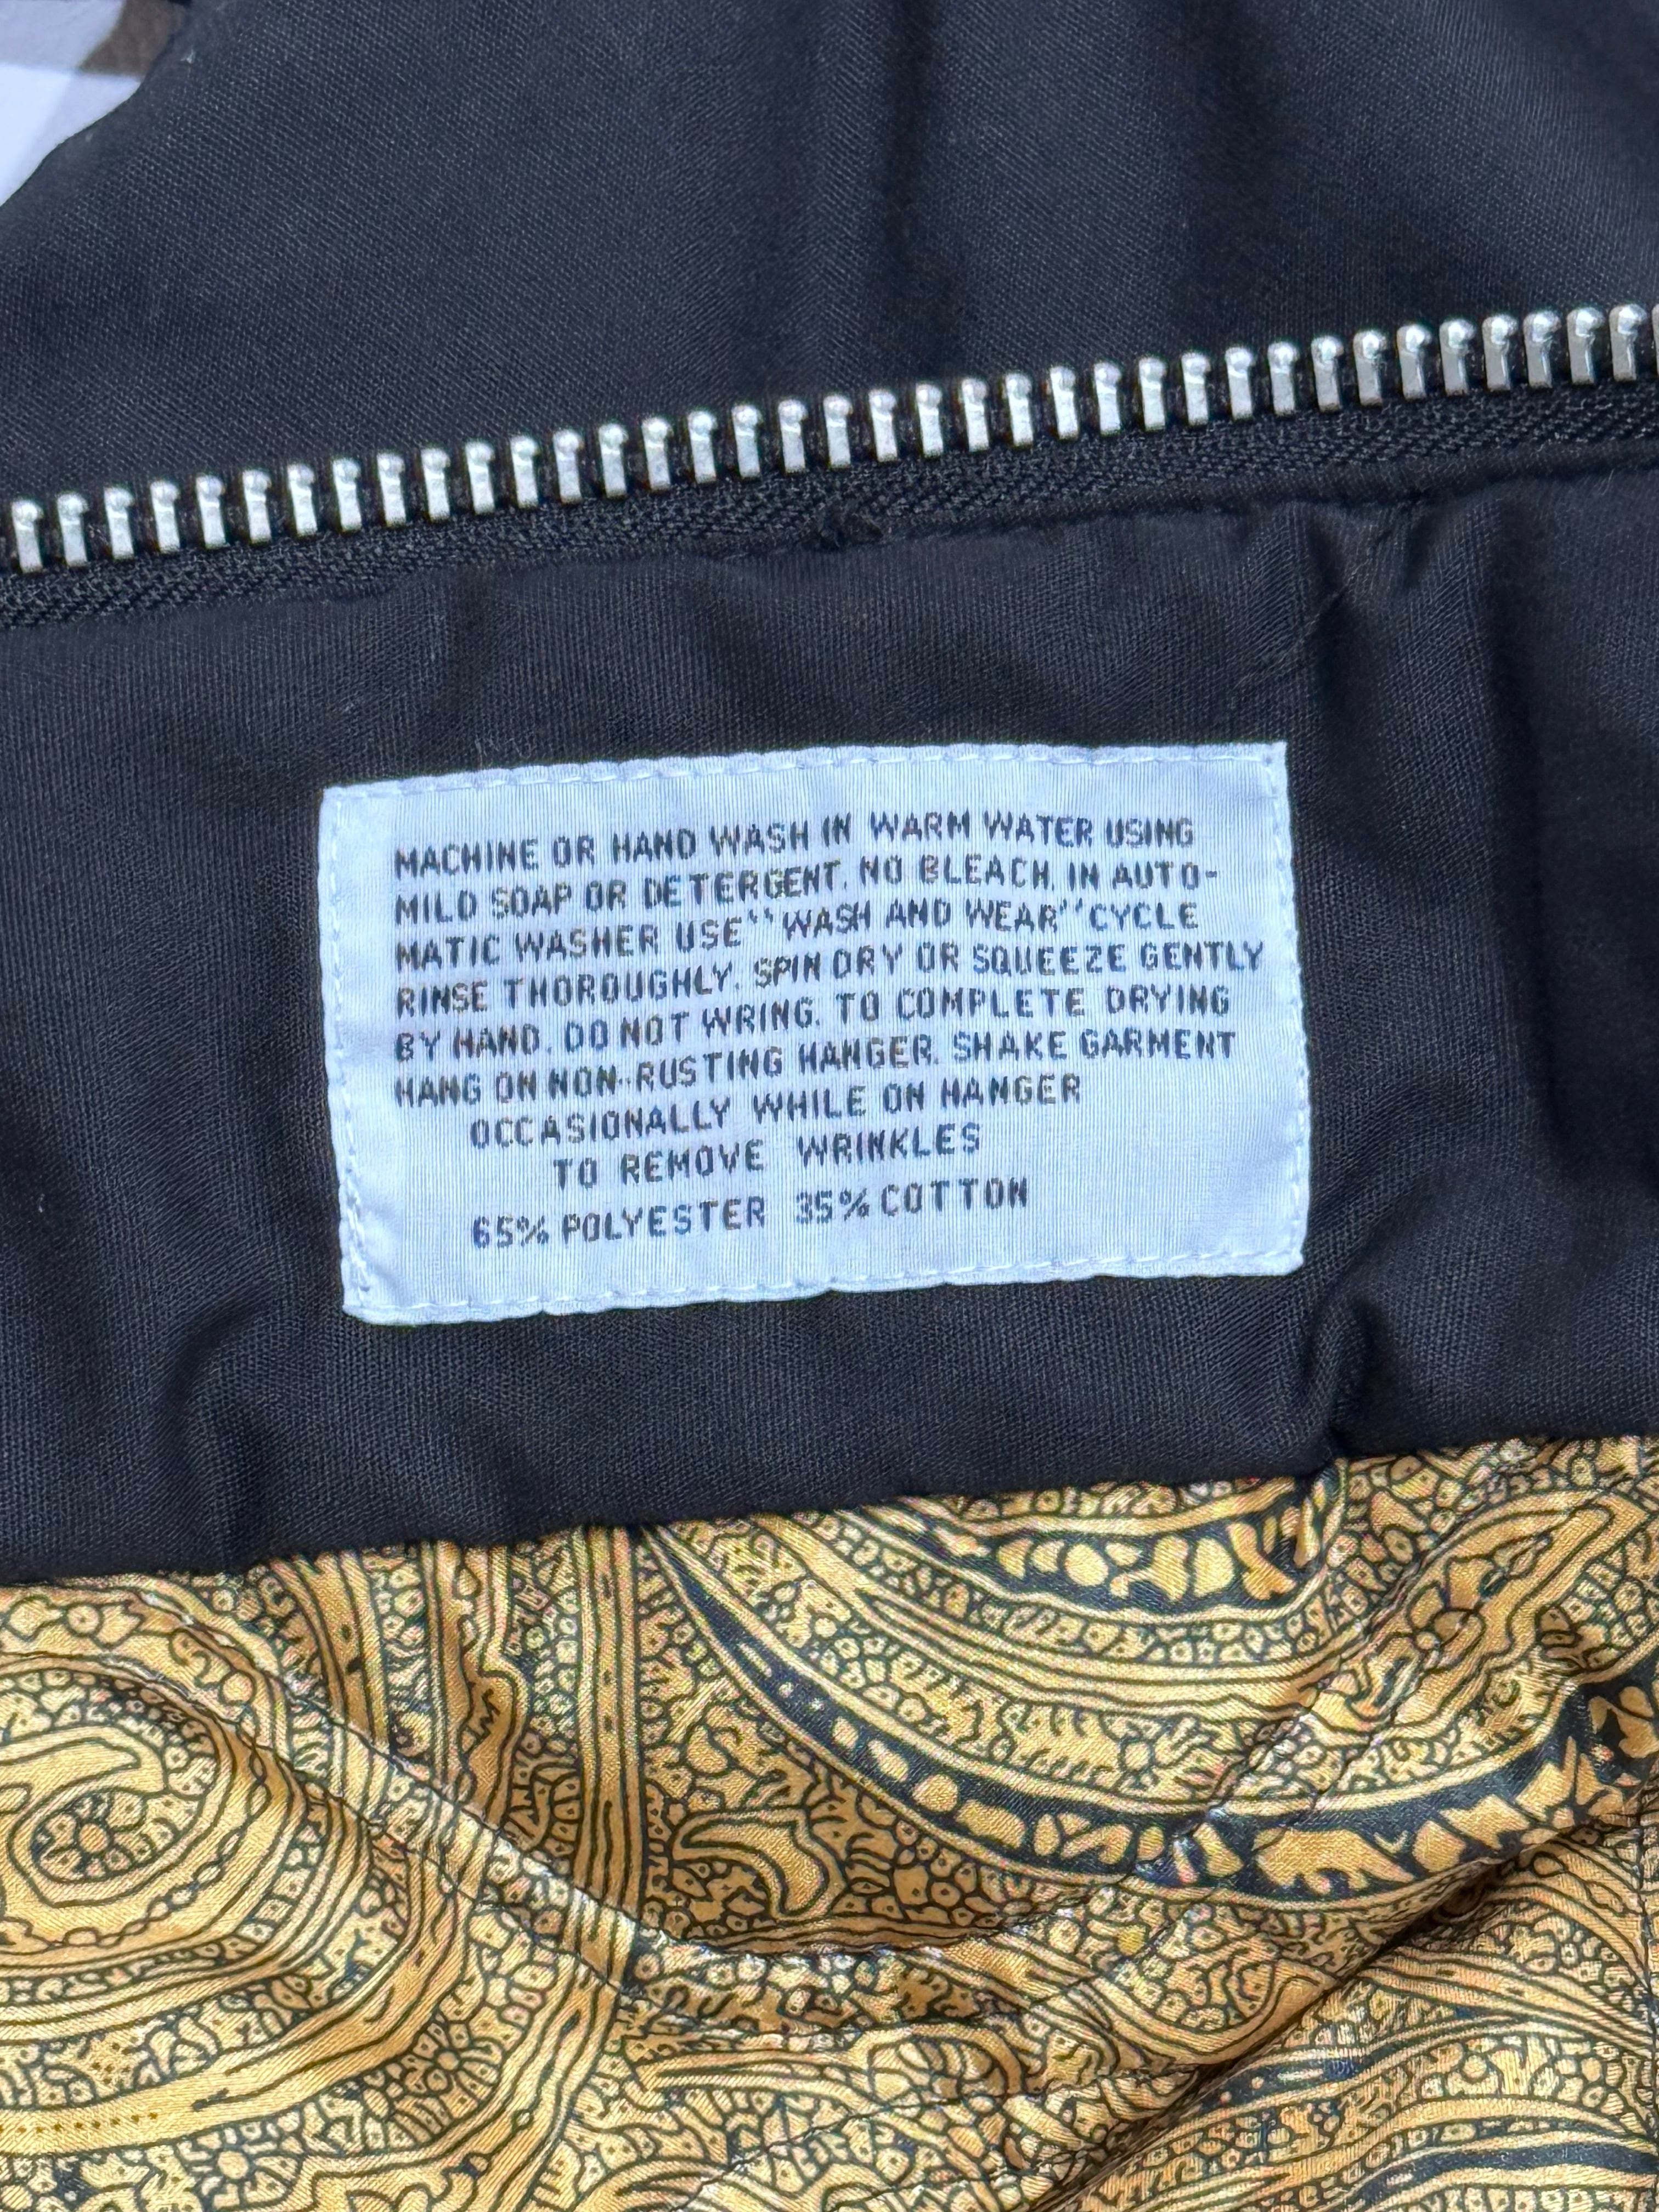 MACHINE OR HAND WASH IN WARM WATER USING
MILD SOAP OR DETERGENT. NO BLEACH. IN AUTO-
MATIC WASHER USE "WASH AND WEAR" CYCLE
RINSE THOROUGHLY. SPIN DRY OR SQUEEZE GENTLY
BY HAND. DO NOT WRING. TO COMPLETE DRYING
HANG ON NON-RUSTING HANGER. SHAKE GARMENT
OCCASIONALLY WHILE ON HANGER
TO REMOVE WRINKLES
65% POLYESTER 35% COTTON